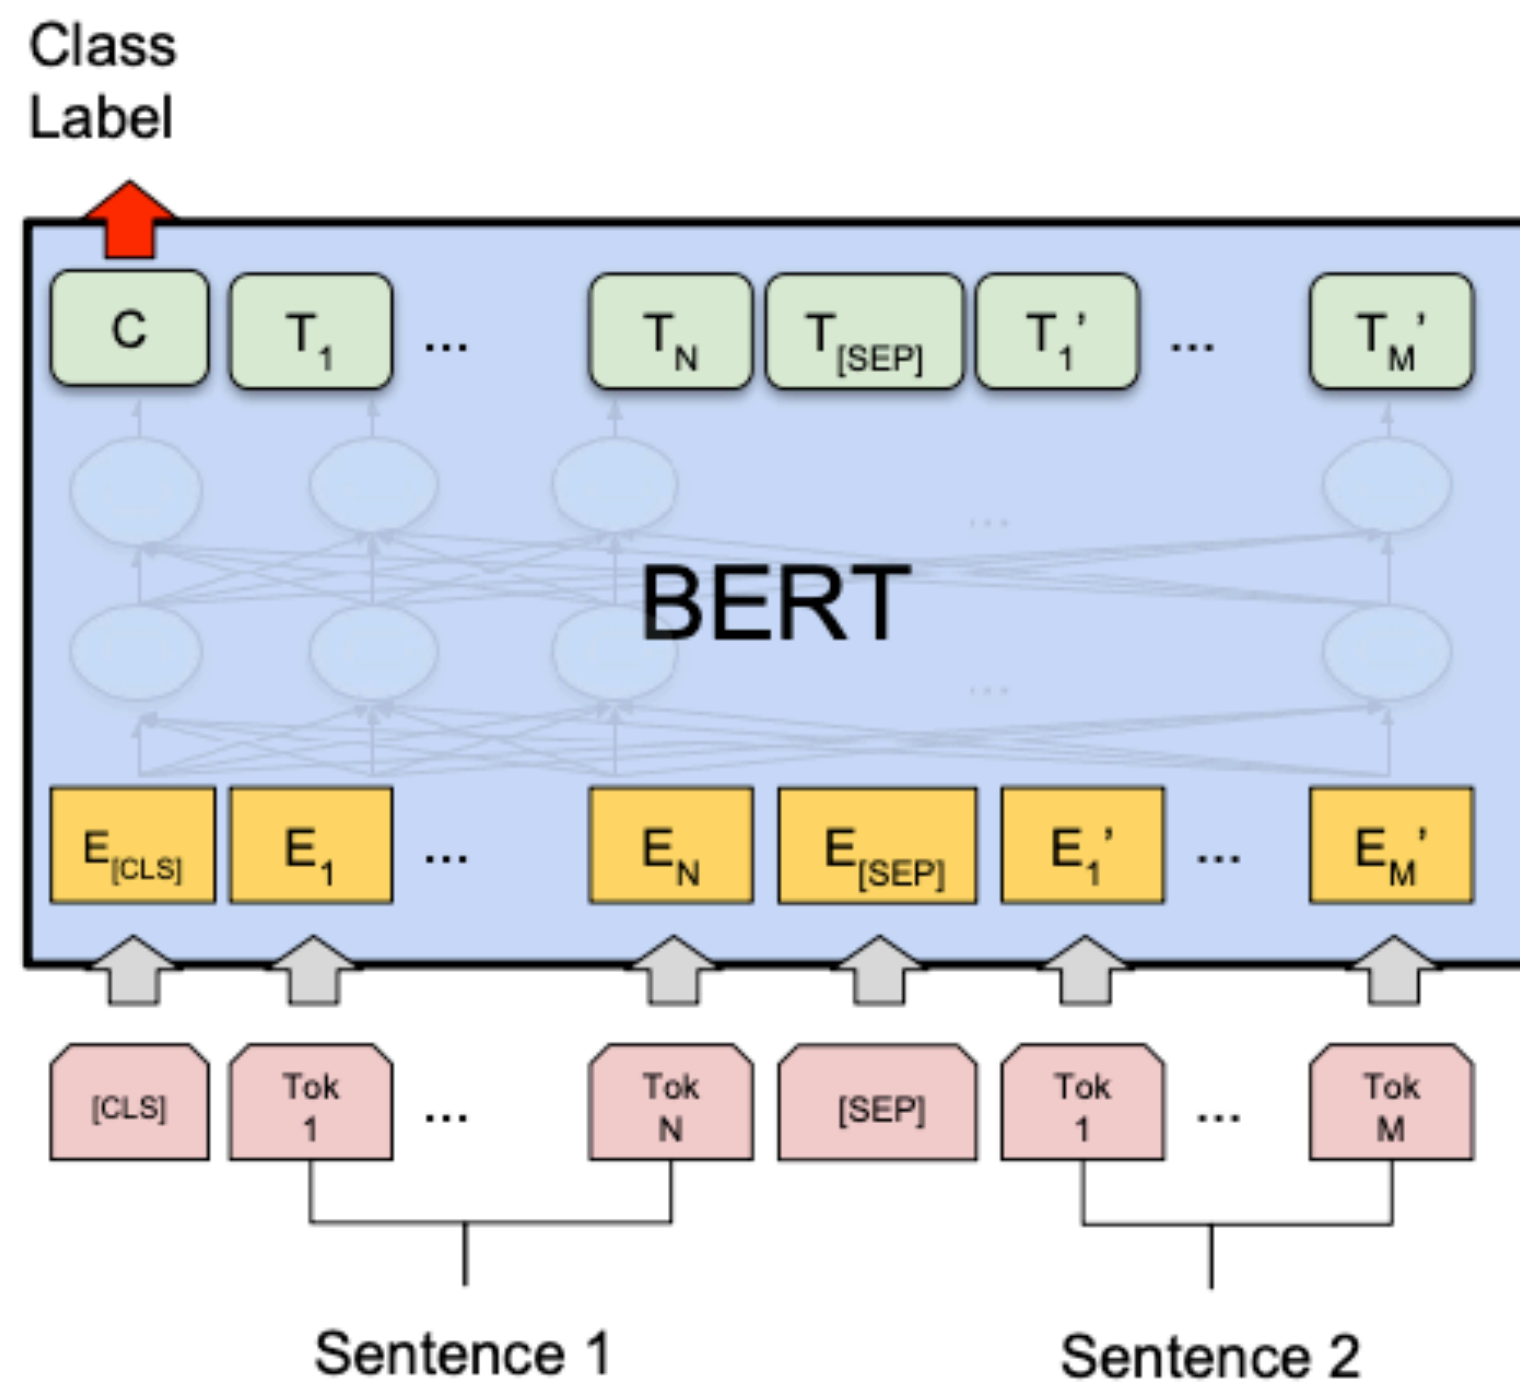 Class
Label
C T1 ... TN T[SEP] T1’ ... TM’
...
BERT
...
E[CLS] E1 ... EN E[SEP] E1’ ... EM’
[CLS] Tok 1 ... Tok N [SEP] Tok 1 ... Tok M
Sentence 1 Sentence 2